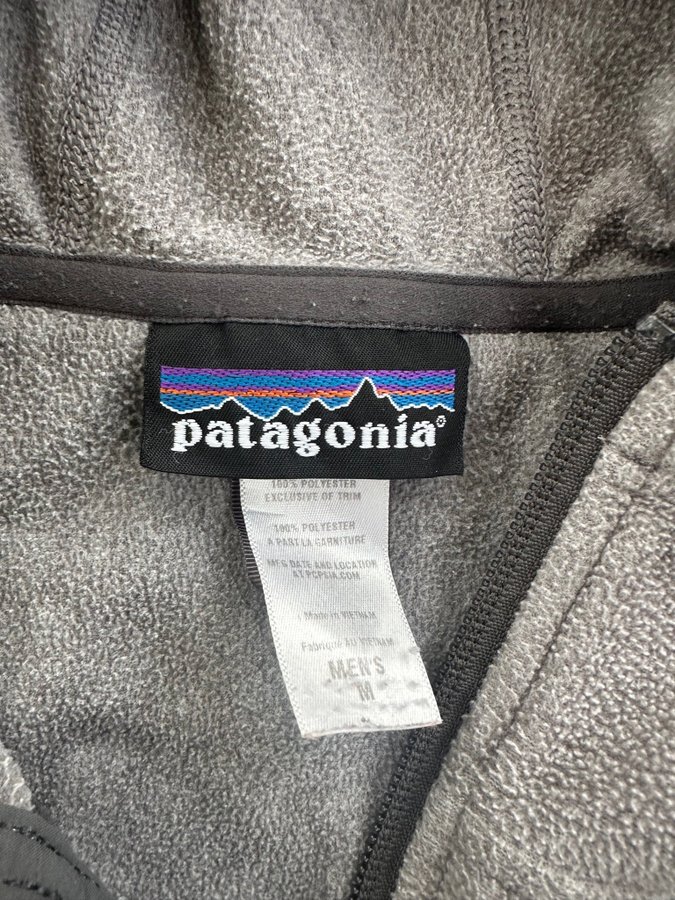 patagonia®
100% POLYESTER
EXCLUSIVE OF TRIM
100% POLYESTER
A PART LA GARNITURE
MFG DATE AND LOCATION
AT PCPSIA.COM
Made in VIETNAM
Fabriqué AU VIETNAM
MEN'S
M